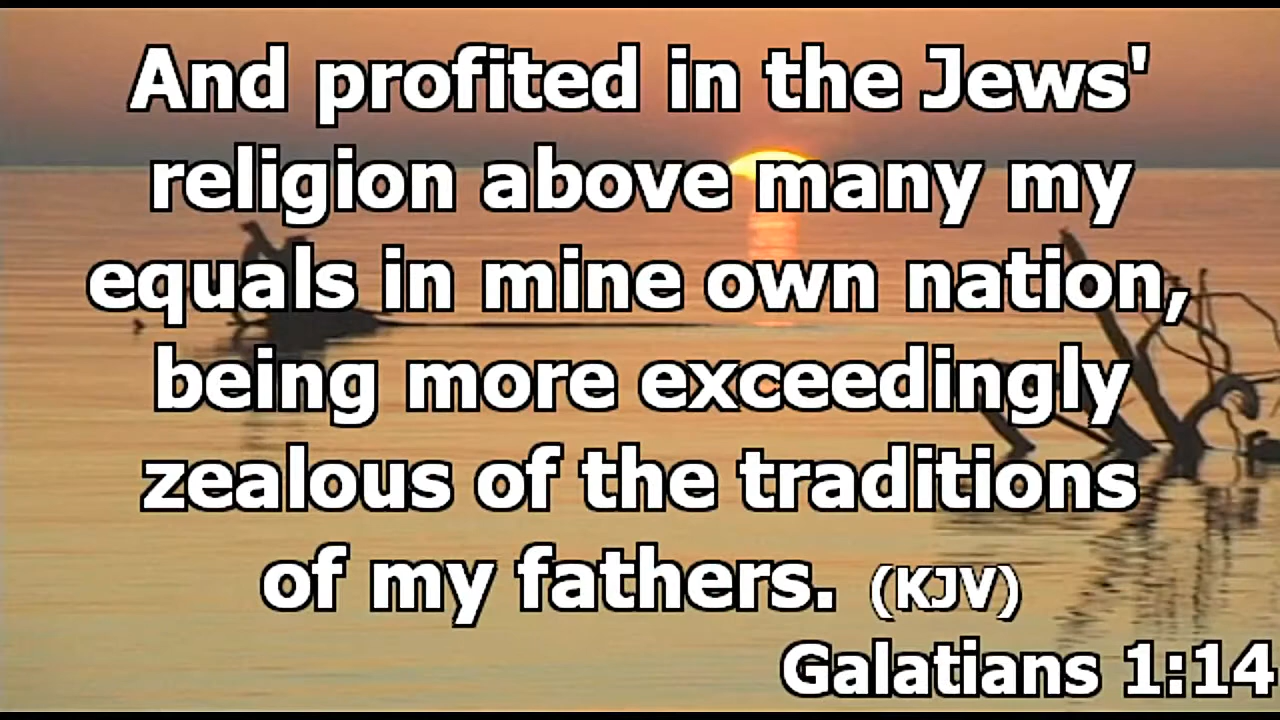 And profited in the Jews'
religion above many my
equals in mine own nation,
being more exceedingly
zealous of the traditions
of my fathers. (KJV)
Galatians 1:14